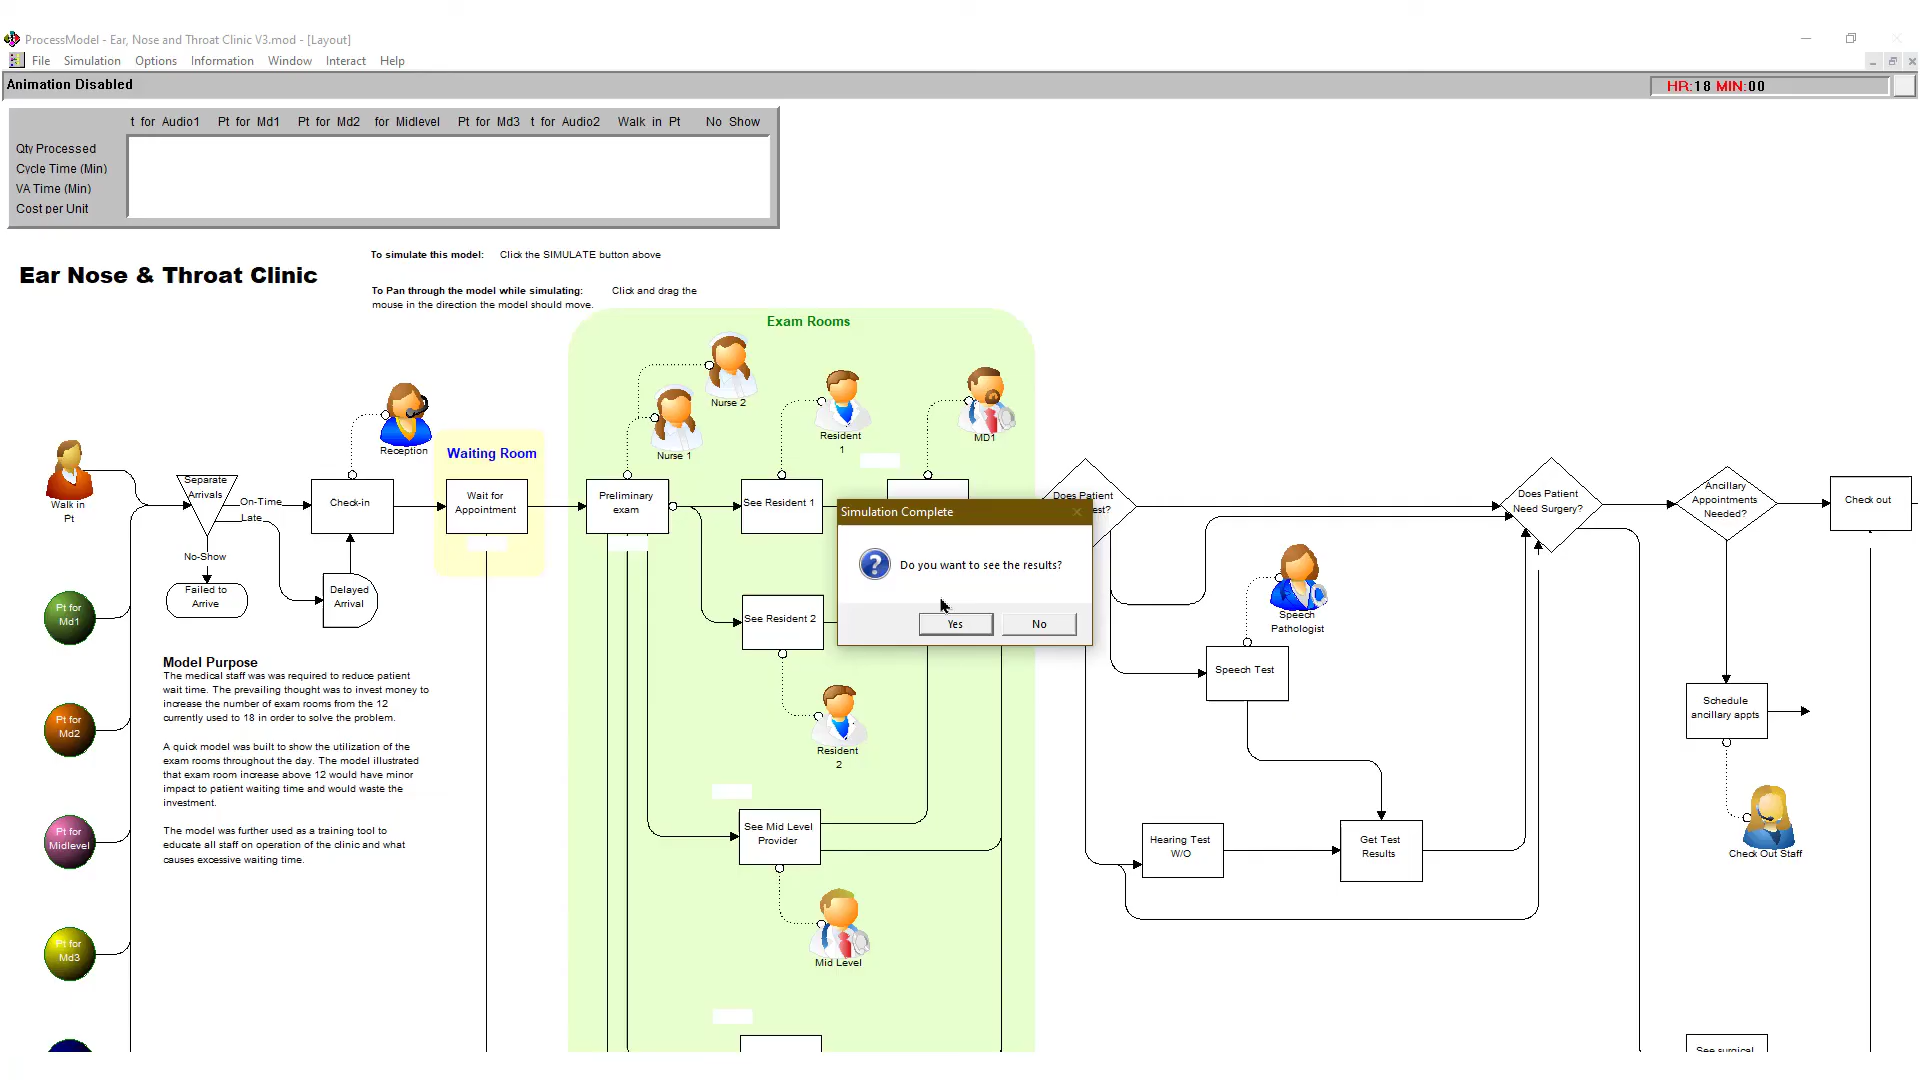 ProcessModel - Ear, Nose and Throat Clinic V3.mod - [Layout]
File Simulation Options Information Window Interact Help
Animation Disabled
HR:18 MIN:00
t for Audio1 Pt for Md1 Pt for Md2 for Midlevel Pt for Md3 t for Audio2 Walk in Pt No Show
Qty Processed
Cycle Time (Min)
VA Time (Min)
Cost per Unit
Ear Nose & Throat Clinic
To simulate this model: Click the SIMULATE button above
To Pan through the model while simulating: Click and drag the
mouse in the direction the model should move.
Exam Rooms
Nurse 2
Nurse 1
Resident
1
MD1
Reception
Waiting Room
Walk in
Pt
Separate
Arrivals
On-Time
Late
No-Show
Failed to
Arrive
Check-in
Delayed
Arrival
Wait for
Appointment
Preliminary
exam
See Resident 1
See Resident 2
Resident
2
Simulation Complete
Do you want to see the results?
Yes
No
Does Patient
est?
Does Patient
Need Surgery?
Ancillary
Appointments
Needed?
Check out
Speech
Pathologist
Speech Test
Schedule
ancillary appts
Check Out Staff
Hearing Test
W/O
Get Test
Results
See Mid Level
Provider
Mid Level
Pt for
Md1
Pt for
Md2
Pt for
Midlevel
Pt for
Md3
Model Purpose
The medical staff was was required to reduce patient
wait time. The prevailing thought was to invest money to
increase the number of exam rooms from the 12
currently used to 18 in order to solve the problem.
A quick model was built to show the utilization of the
exam rooms throughout the day. The model illustrated
that exam room increase above 12 would have minor
impact to patient waiting time and would waste the
investment.
The model was further used as a training tool to
educate all staff on operation of the clinic and what
causes excessive waiting time.
See surgical